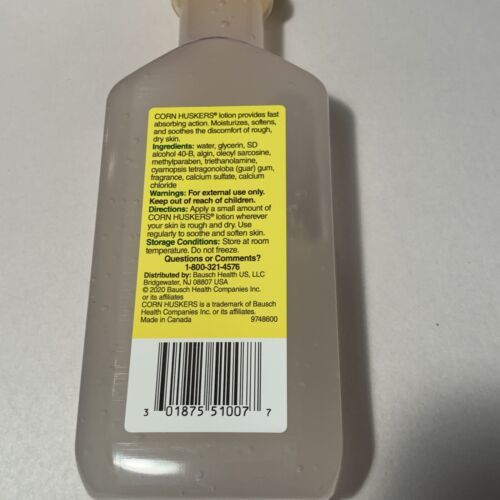 CORN HUSKERS® lotion provides fast
absorbing action. Moisturizes, softens,
and soothes the discomfort of rough,
dry skin.
Ingredients: water, glycerin, SD
alcohol 40-B, algin, oleoyl sarcosine,
methylparaben, triethanolamine,
cyamopsis tetragonoloba (guar) gum,
fragrance, calcium sulfate, calcium
chloride
Warnings: For external use only.
Keep out of reach of children.
Directions: Apply a small amount of
CORN HUSKERS® lotion wherever
your skin is rough and dry. Use
regularly to soothe and soften skin.
Storage Conditions: Store at room
temperature. Do not freeze.
Questions or Comments?
1-800-321-4576
Distributed by: Bausch Health US, LLC
Bridgewater, NJ 08807 USA
© 2020 Bausch Health Companies Inc.
or its affiliates
CORN HUSKERS is a trademark of Bausch
Health Companies Inc. or its affiliates.
Made in Canada 9748600
3 01875 51007 7